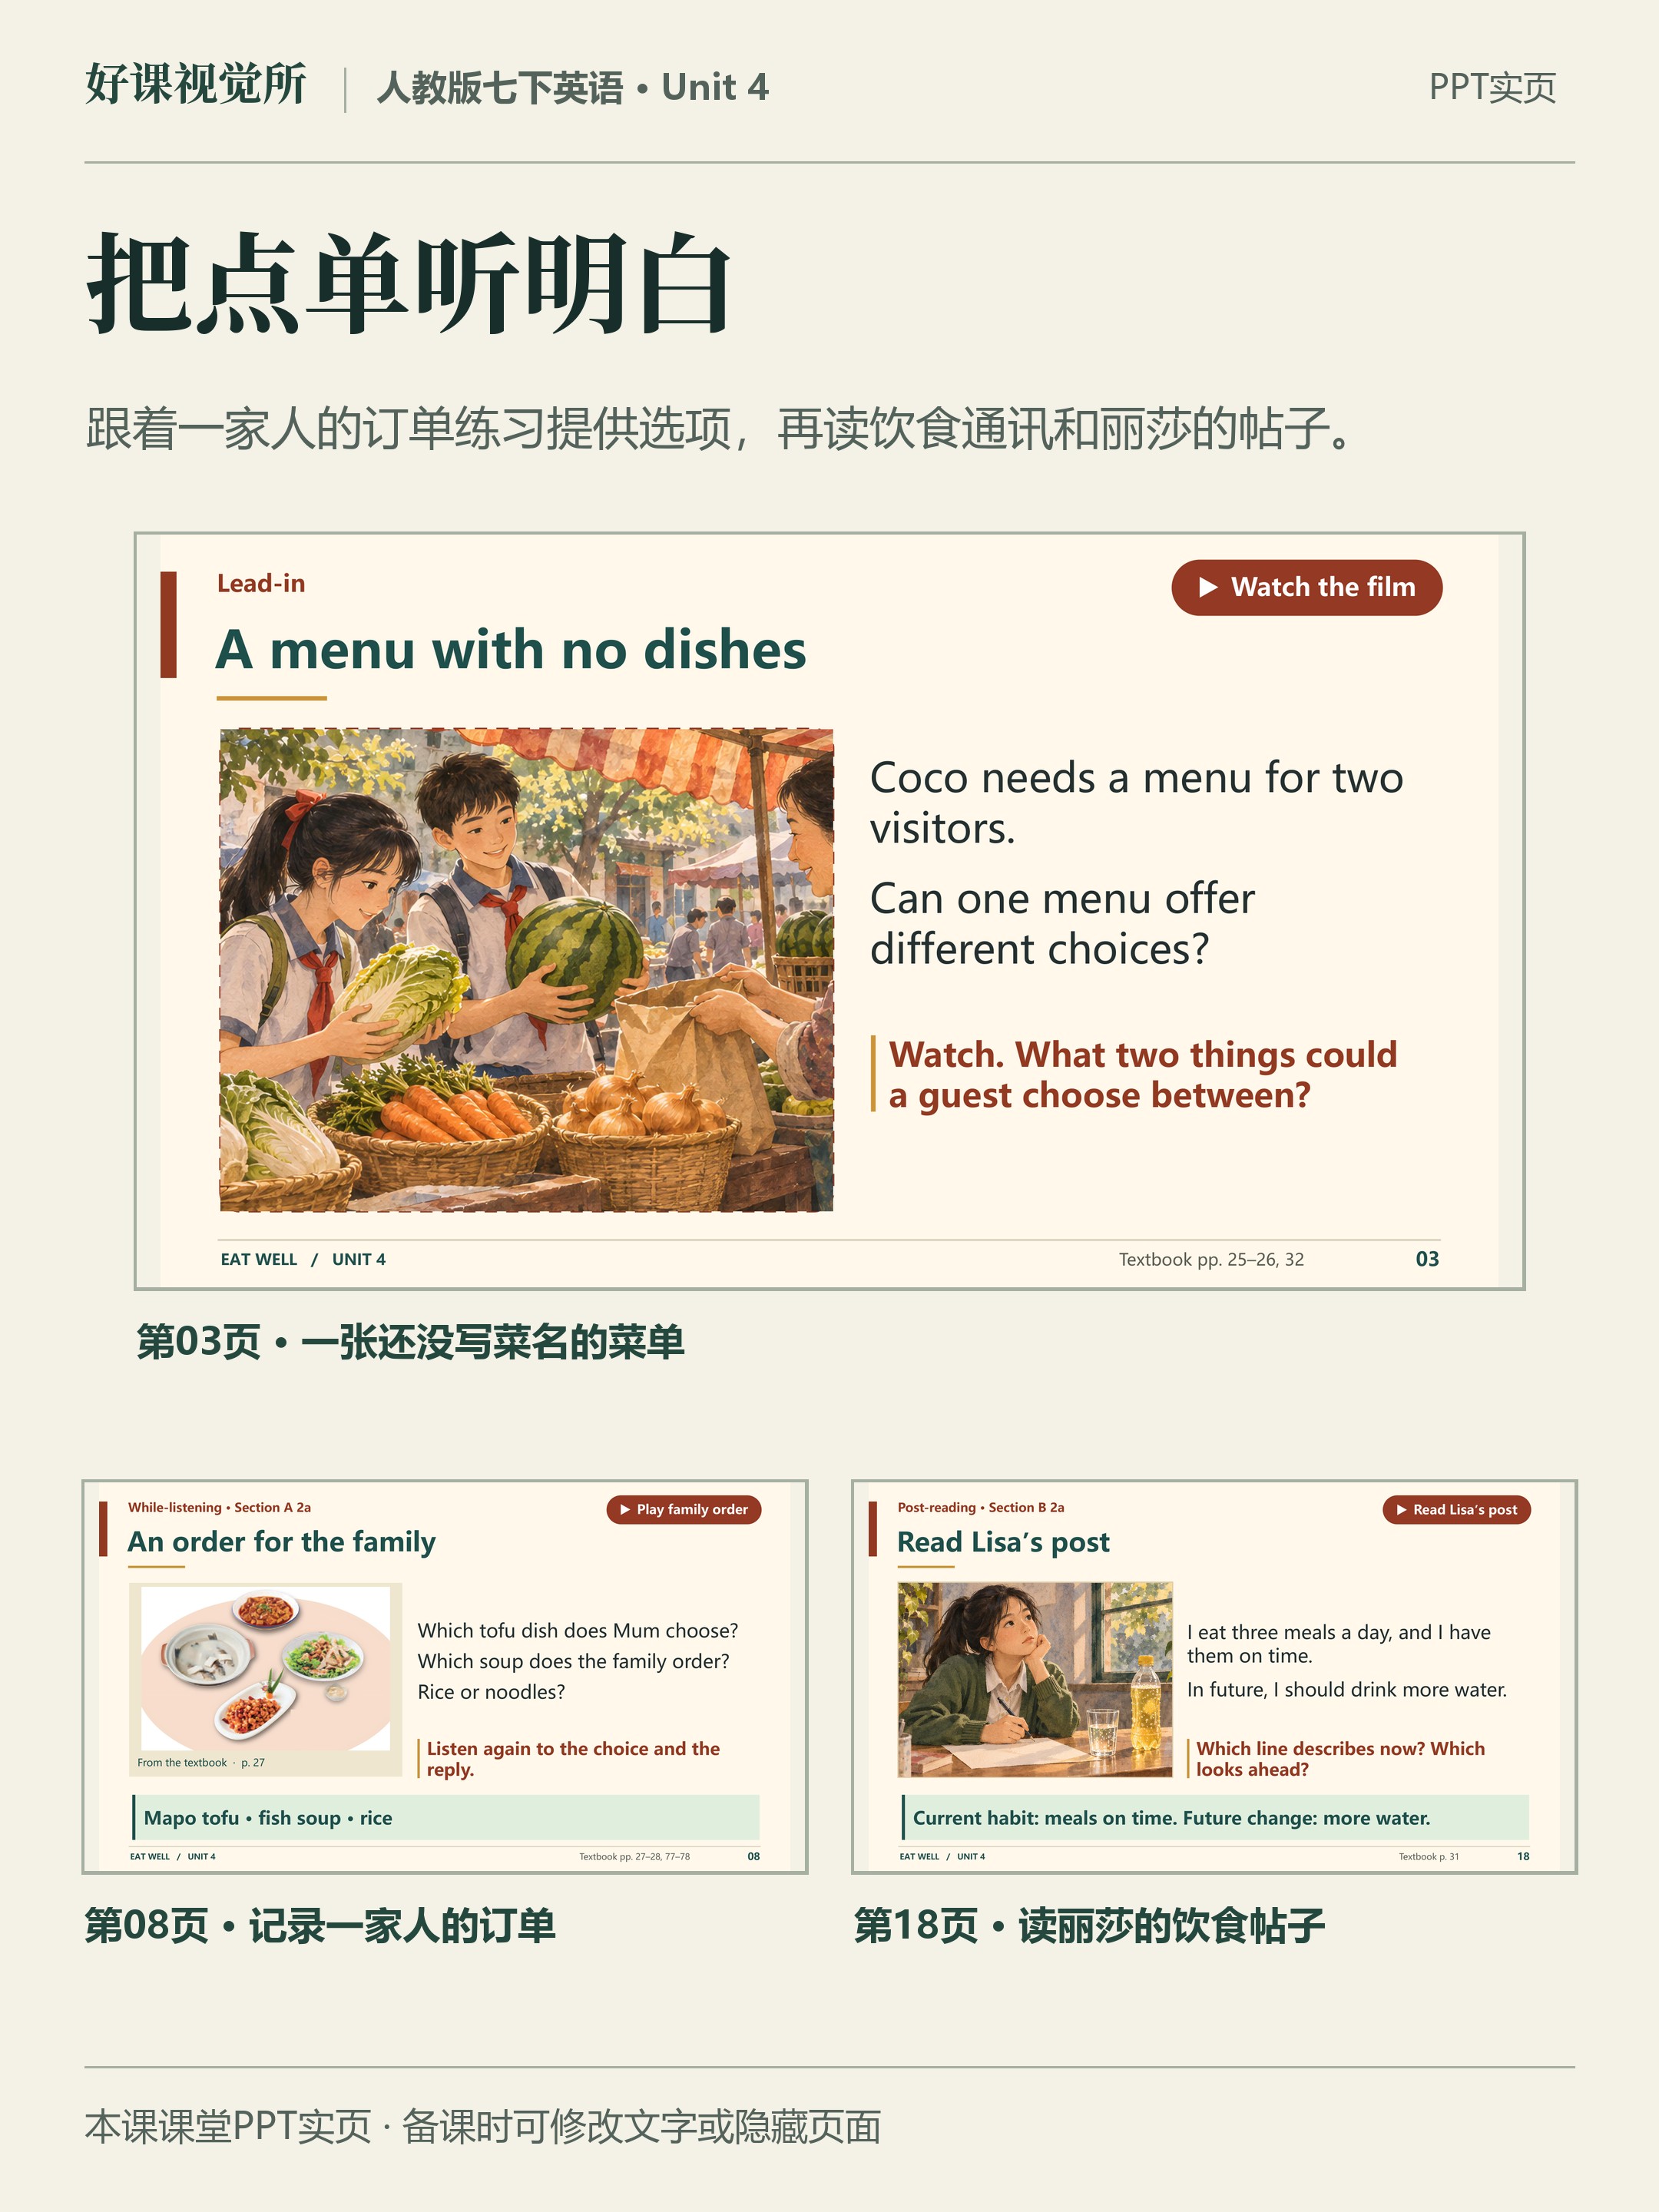 好课视觉所
人教版七下英语 • Unit 4
PPT实页
把点单听明白
跟着一家人的订单练习提供选项，再读饮食通讯和丽莎的帖子。
Lead-in
▶ Watch the film
A menu with no dishes
Coco needs a menu for two
visitors.
Can one menu offer
different choices?
Watch. What two things could
a guest choose between?
EAT WELL / UNIT 4
Textbook pp. 25–26, 32
03
第03页 • 一张还没写菜名的菜单
While-listening • Section A 2a
▶ Play family order
An order for the family
Which tofu dish does Mum choose?
Which soup does the family order?
Rice or noodles?
From the textbook · p. 27
Listen again to the choice and the
reply.
Mapo tofu • fish soup • rice
EAT WELL / UNIT 4
Textbook pp. 27–28, 77–78
08
第08页 • 记录一家人的订单
Post-reading • Section B 2a
▶ Read Lisa’s post
Read Lisa’s post
I eat three meals a day, and I have
them on time.
In future, I should drink more water.
Which line describes now? Which
looks ahead?
Current habit: meals on time. Future change: more water.
EAT WELL / UNIT 4
Textbook p. 31
18
第18页 • 读丽莎的饮食帖子
本课课堂PPT实页 · 备课时可修改文字或隐藏页面